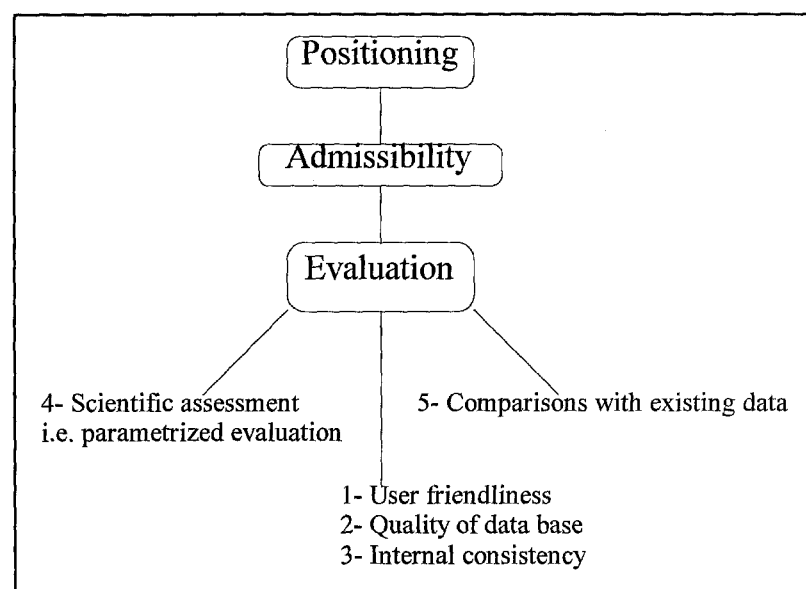 Positioning
Admissibility
Evaluation
4- Scientific assessment
i.e. parametrized evaluation
5- Comparisons with existing data
1- User friendliness
2- Quality of data base
3- Internal consistency